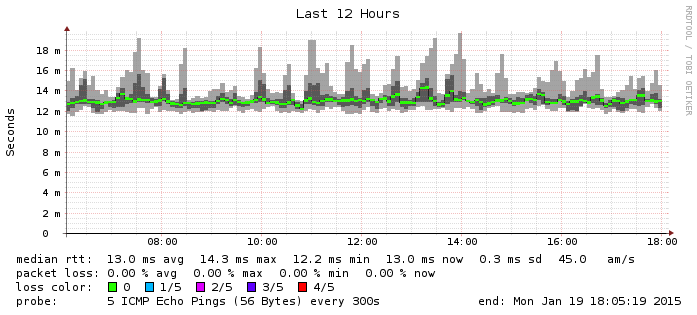 Last 12 Hours
RRDTOOL / TOBI OETIKER
Seconds
18 m
16 m
14 m
12 m
10 m
8 m
6 m
4 m
2 m
0
08:00 10:00 12:00 14:00 16:00 18:00
median rtt: 13.0 ms avg 14.3 ms max 12.2 ms min 13.0 ms now 0.3 ms sd 45.0 am/s
packet loss: 0.00 % avg 0.00 % max 0.00 % min 0.00 % now
loss color: 0 1/5 2/5 3/5 4/5
probe: 5 ICMP Echo Pings (56 Bytes) every 300s end: Mon Jan 19 18:05:19 2015